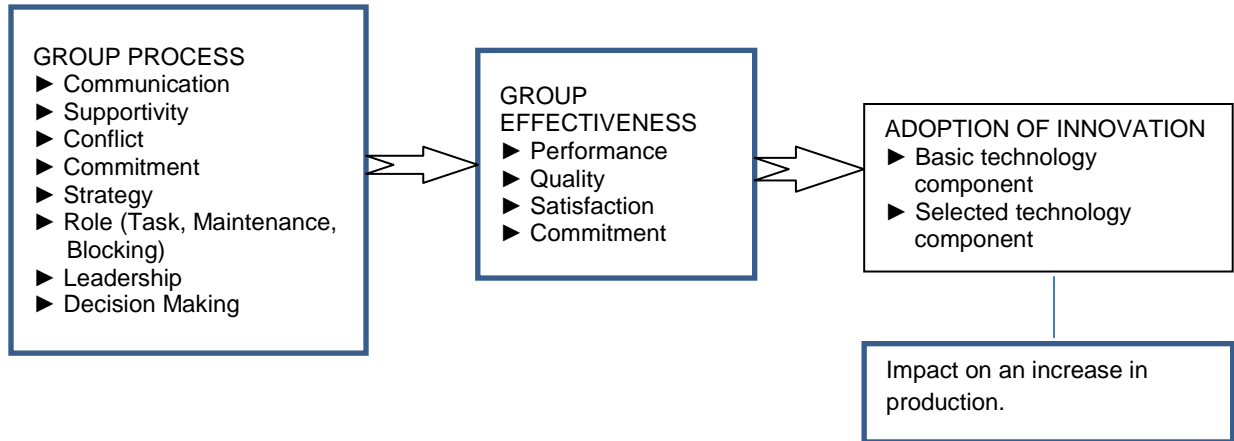 GROUP PROCESS
► Communication
► Supportivity
► Conflict
► Commitment
► Strategy
► Role (Task, Maintenance,
Blocking)
► Leadership
► Decision Making
GROUP
EFFECTIVENESS
► Performance
► Quality
► Satisfaction
► Commitment
ADOPTION OF INNOVATION
► Basic technology
component
► Selected technology
component
Impact on an increase in
production.